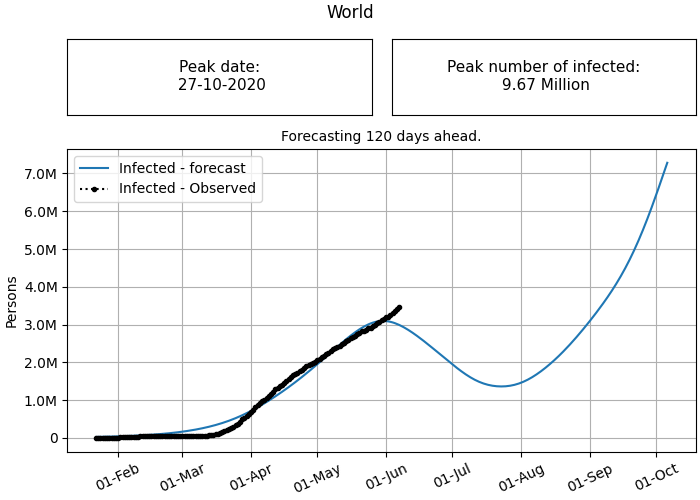 World
Peak date:
27-10-2020
Peak number of infected:
9.67 Million
Forecasting 120 days ahead.
Infected - forecast
Infected - Observed
Persons
7.0M
6.0M
5.0M
4.0M
3.0M
2.0M
1.0M
0
01-Feb
01-Mar
01-Apr
01-May
01-Jun
01-Jul
01-Aug
01-Sep
01-Oct